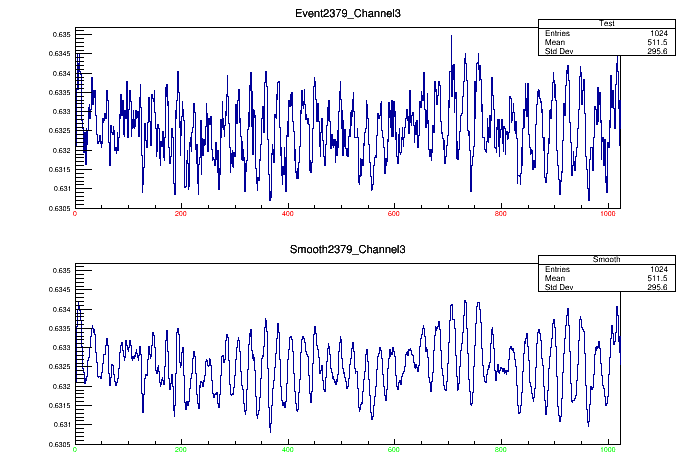 Event2379_Channel3
Test
Entries 1024
Mean 511.5
Std Dev 295.6
0.635
0.6345
0.634
0.6335
0.633
0.6325
0.632
0.6315
0.631
0.6305
0 200 400 600 800 1000
Smooth2379_Channel3
Smooth
Entries 1024
Mean 511.5
Std Dev 295.6
0.635
0.6345
0.634
0.6335
0.633
0.6325
0.632
0.6315
0.631
0.6305
0 200 400 600 800 1000